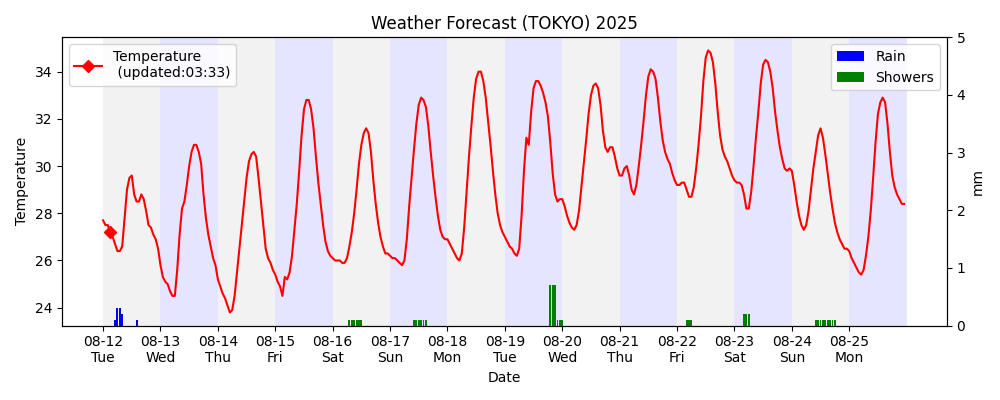 Weather Forecast (TOKYO) 2025
Temperature
(updated:03:33)
Rain
Showers
Temperature
34
32
30
28
26
24
5
4
3
2
1
0
mm
08-12 08-13 08-14 08-15 08-16 08-17 08-18 08-19 08-20 08-21 08-22 08-23 08-24 08-25
Tue Wed Thu Fri Sat Sun Mon Tue Wed Thu Fri Sat Sun Mon
Date